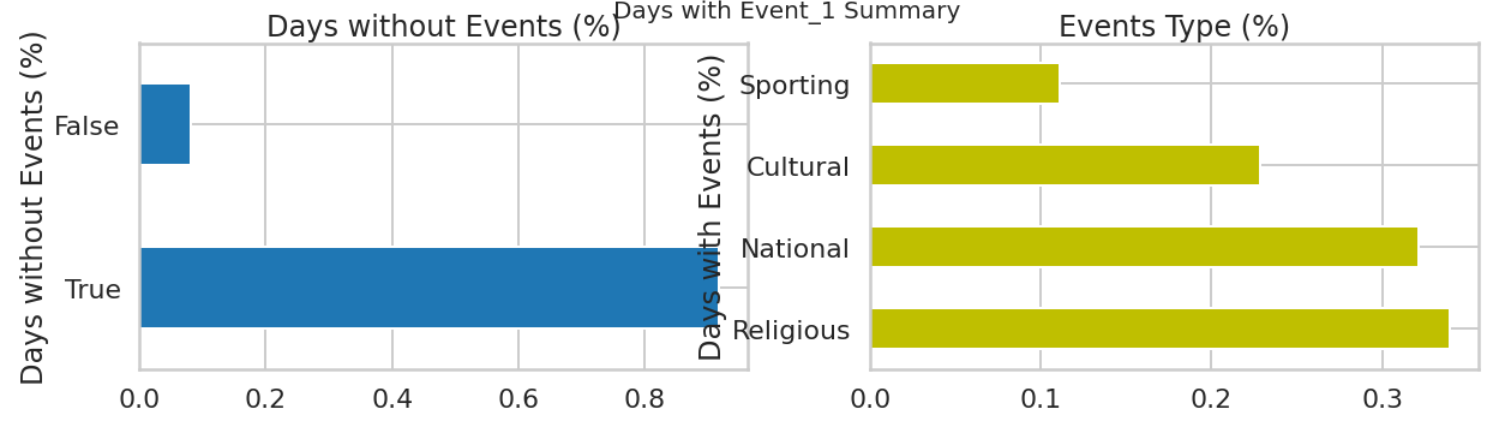 Days with Event_1 Summary
Days without Events (%)
Days without Events (%)
False
True
0.0 0.2 0.4 0.6 0.8
Events Type (%)
Days with Events (%)
Sporting
Cultural
National
Religious
0.0 0.1 0.2 0.3